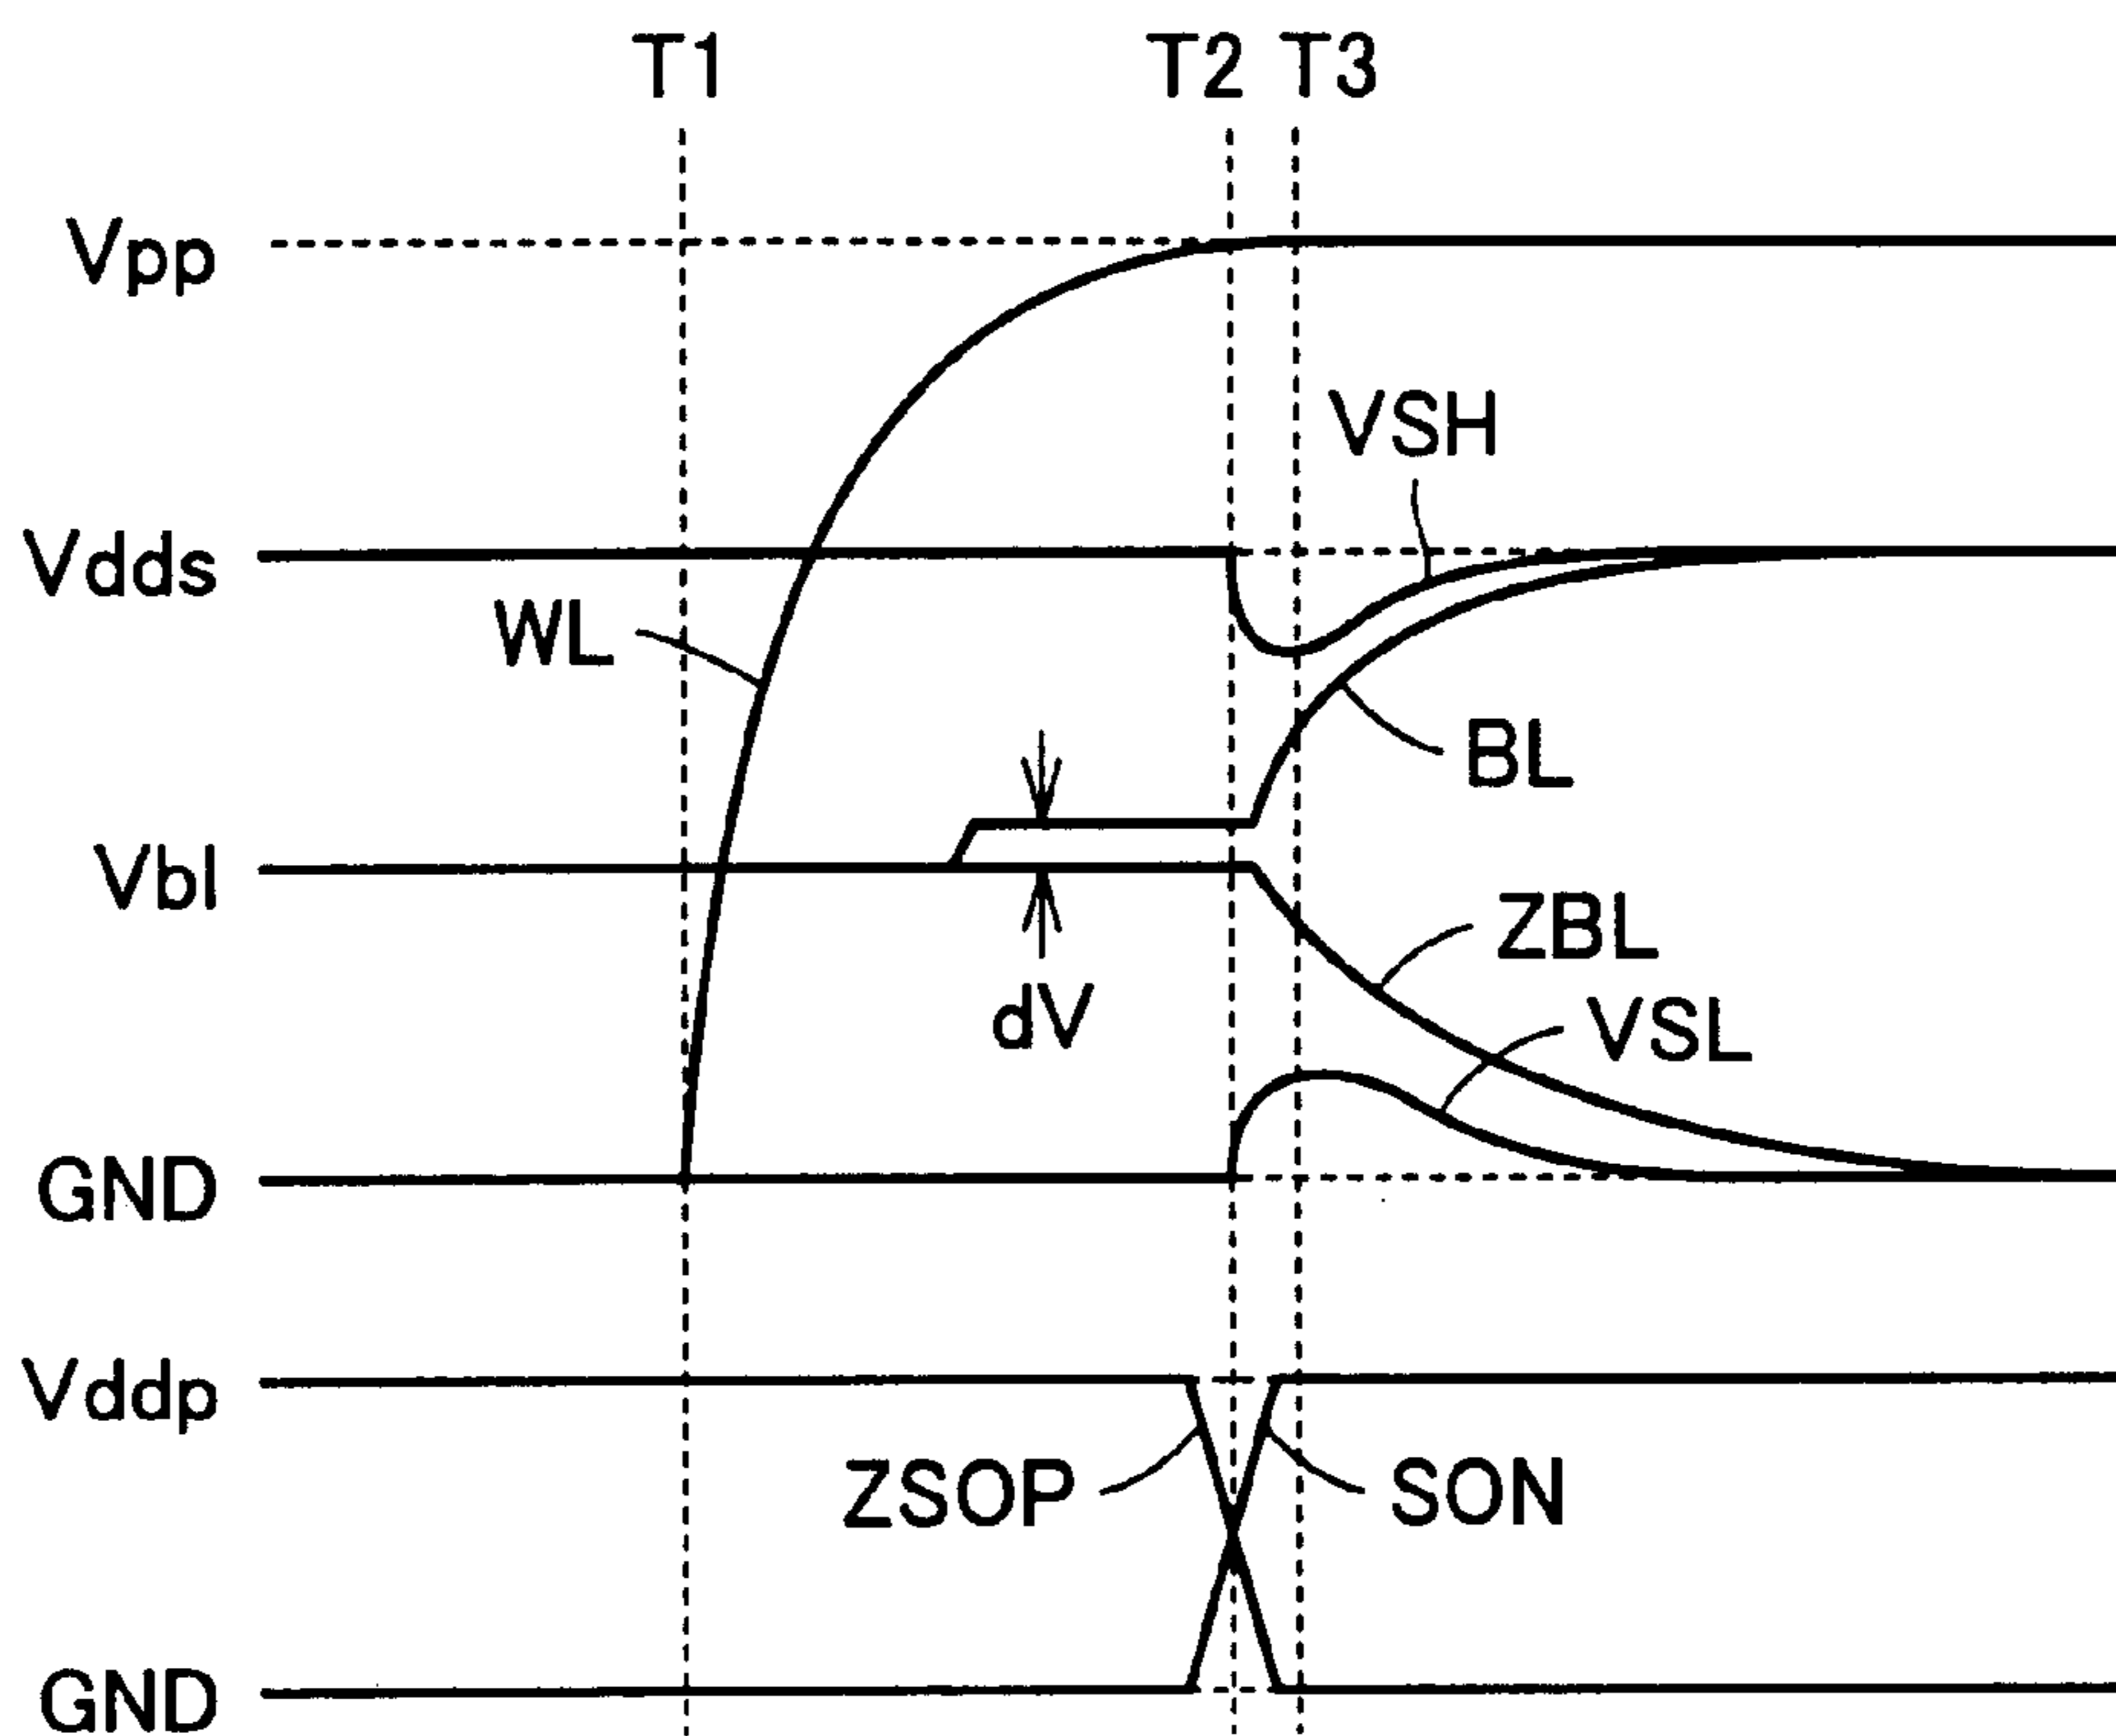 T1 T2 T3
Vpp
VSH
Vdds
WL
BL
Vbl
ZBL
dV
VSL
GND
Vddp
ZSOP
SON
GND